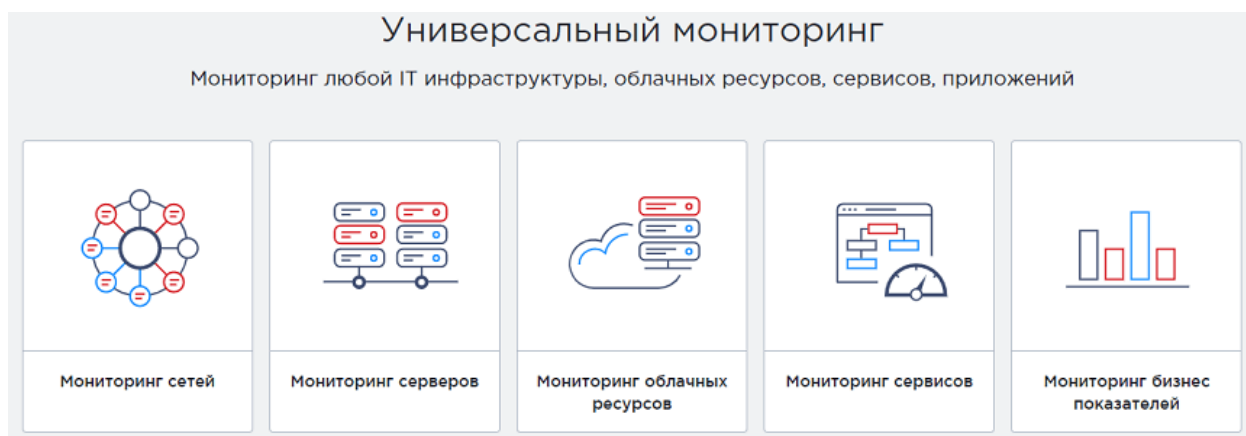 Универсальный мониторинг
Мониторинг любой IT инфраструктуры, облачных ресурсов, сервисов, приложений
Мониторинг сетей
Мониторинг серверов
Мониторинг облачных
ресурсов
Мониторинг сервисов
Мониторинг бизнес
показателей